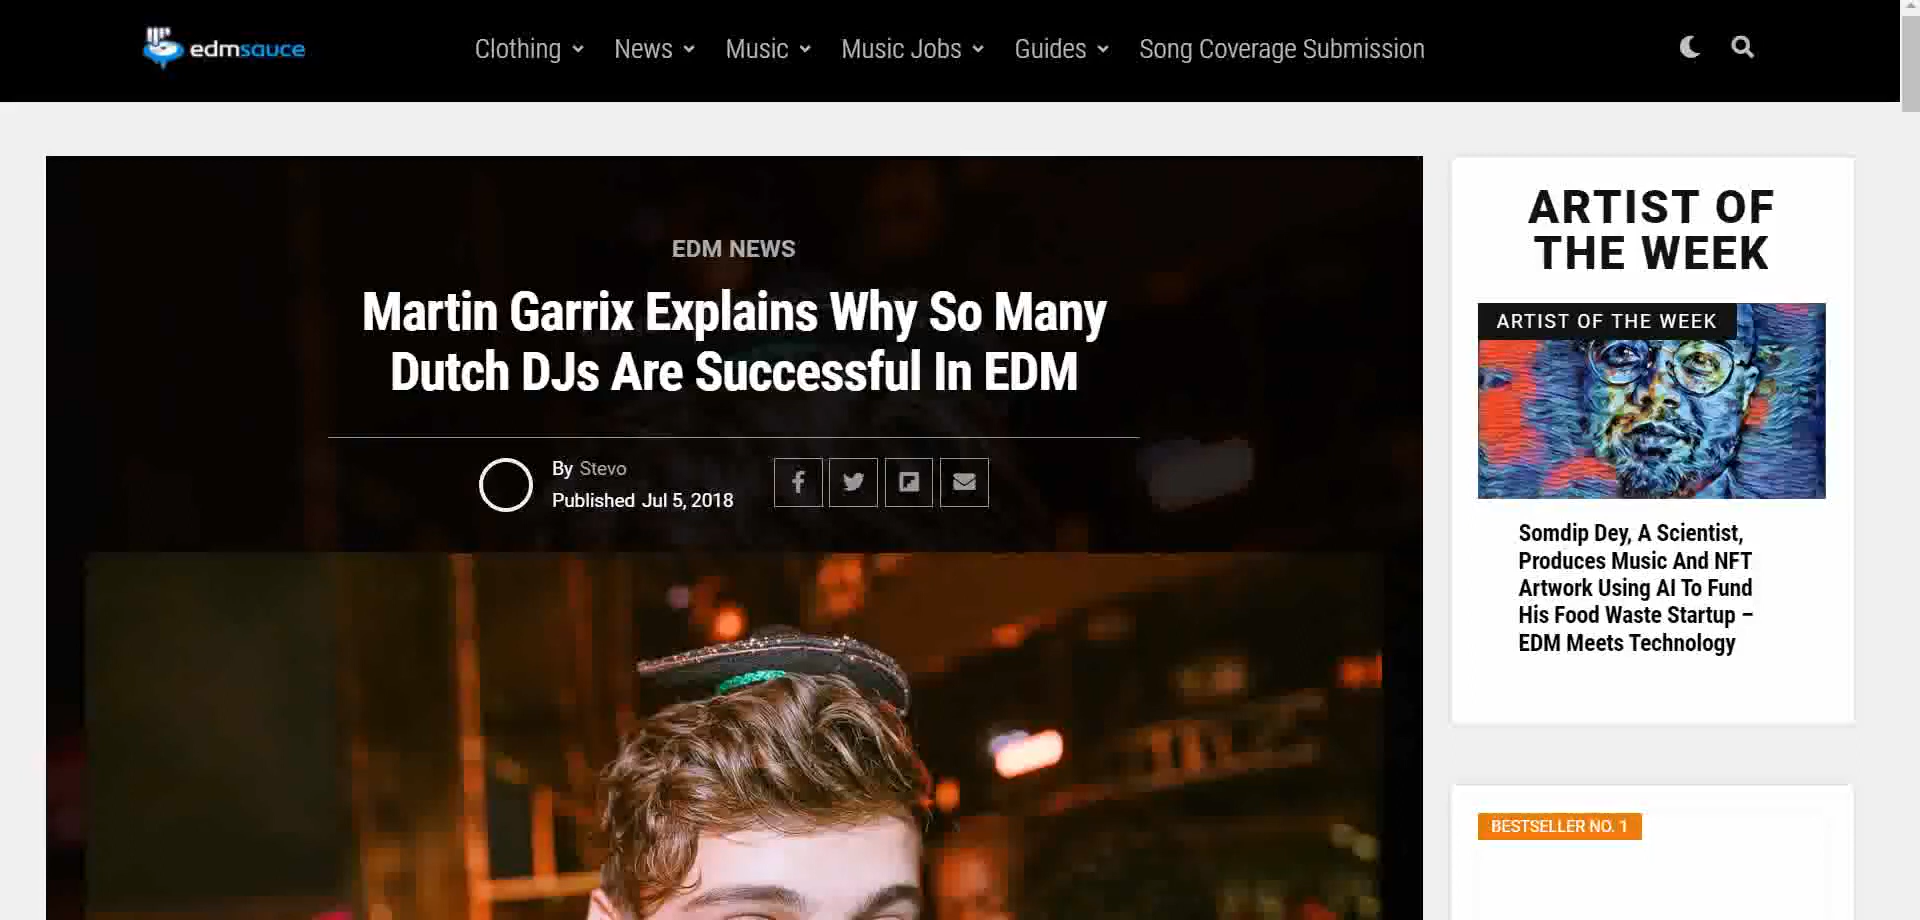 edmsauce
Clothing
News
Music
Music Jobs
Guides
Song Coverage Submission
EDM NEWS
Martin Garrix Explains Why So Many
Dutch DJs Are Successful In EDM
By Stevo
Published Jul 5, 2018
ARTIST OF
THE WEEK
ARTIST OF THE WEEK
Somdip Dey, A Scientist,
Produces Music And NFT
Artwork Using AI To Fund
His Food Waste Startup –
EDM Meets Technology
BESTSELLER NO. 1